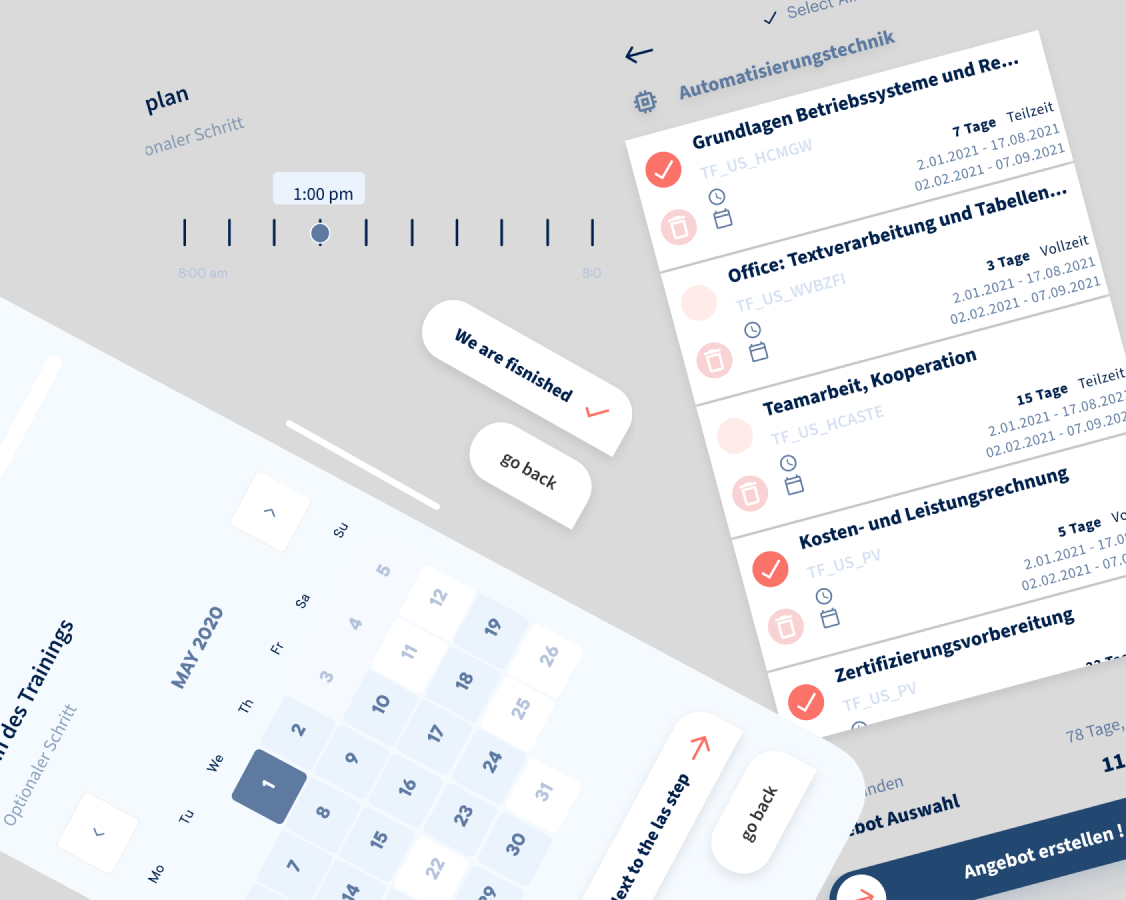 plan
onaler Schritt
1:00 pm
8:00 am
8:0
We are fisnished
go back
Select
Automatisierungstechnik
Grundlagen Betriebssysteme und Re...
TF_US_HCMGW
7 Tage Teilzeit
2.01.2021 - 17.08.2021
02.02.2021 - 07.09.2021
Office: Textverarbeitung und Tabellen...
TF_US_WVBZFI
3 Tage Vollzeit
2.01.2021 - 17.08.2021
02.02.2021 - 07.09.2021
Teamarbeit, Kooperation
TF_US_HCASTE
15 Tage Teilzeit
2.01.2021 - 17.08.2021
02.02.2021 - 07.09.202
Kosten- und Leistungsrechnung
TF_US_PV
5 Tage Vo
2.01.2021 - 17.08
02.02.2021 - 07.09
Zertifizierungsvorbereitung
TF_US_PV
78 Tage,
nden
11
ebot Auswahl
Angebot erstellen !
n des Trainings
Optionaler Schritt
MAY 2020
Mo Tu We Th Fr Sa Su
1 2 3 4 5
7 8 9 10 11 12
14 15 16 17 18 19
22 23 24 25 26
29 30 31
Next to the las step
go back